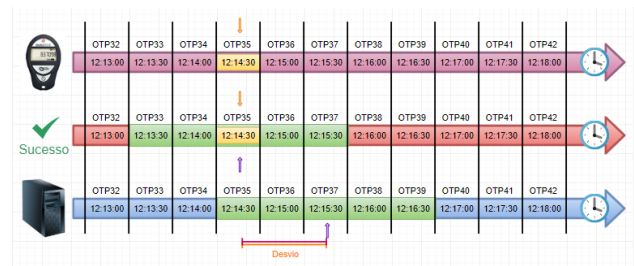 OTP32 OTP33 OTP34 OTP35 OTP36 OTP37 OTP38 OTP39 OTP40 OTP41 OTP42
12:13:00 12:13:30 12:14:00 12:14:30 12:15:00 12:15:30 12:16:00 12:16:30 12:17:00 12:17:30 12:18:00
OTP32 OTP33 OTP34 OTP35 OTP36 OTP37 OTP38 OTP39 OTP40 OTP41 OTP42
12:13:00 12:13:30 12:14:00 12:14:30 12:15:00 12:15:30 12:16:00 12:16:30 12:17:00 12:17:30 12:18:00
Sucesso
OTP32 OTP33 OTP34 OTP35 OTP36 OTP37 OTP38 OTP39 OTP40 OTP41 OTP42
12:13:00 12:13:30 12:14:00 12:14:30 12:15:00 12:15:30 12:16:00 12:16:30 12:17:00 12:17:30 12:18:00
Desvio